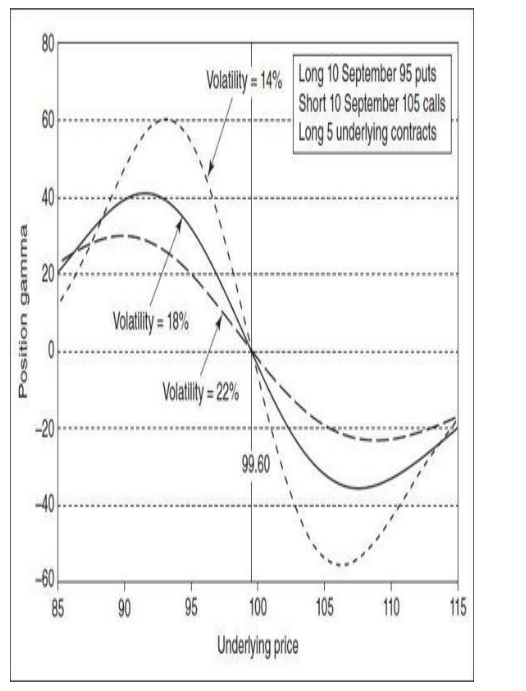 80
60
40
20
0
–20
–40
–60
Position gamma
Volatility = 14%
Long 10 September 95 puts
Short 10 September 105 calls
Long 5 underlying contracts
Volatility = 18%
Volatility = 22%
99.60
85 90 95 100 105 110 115
Underlying price